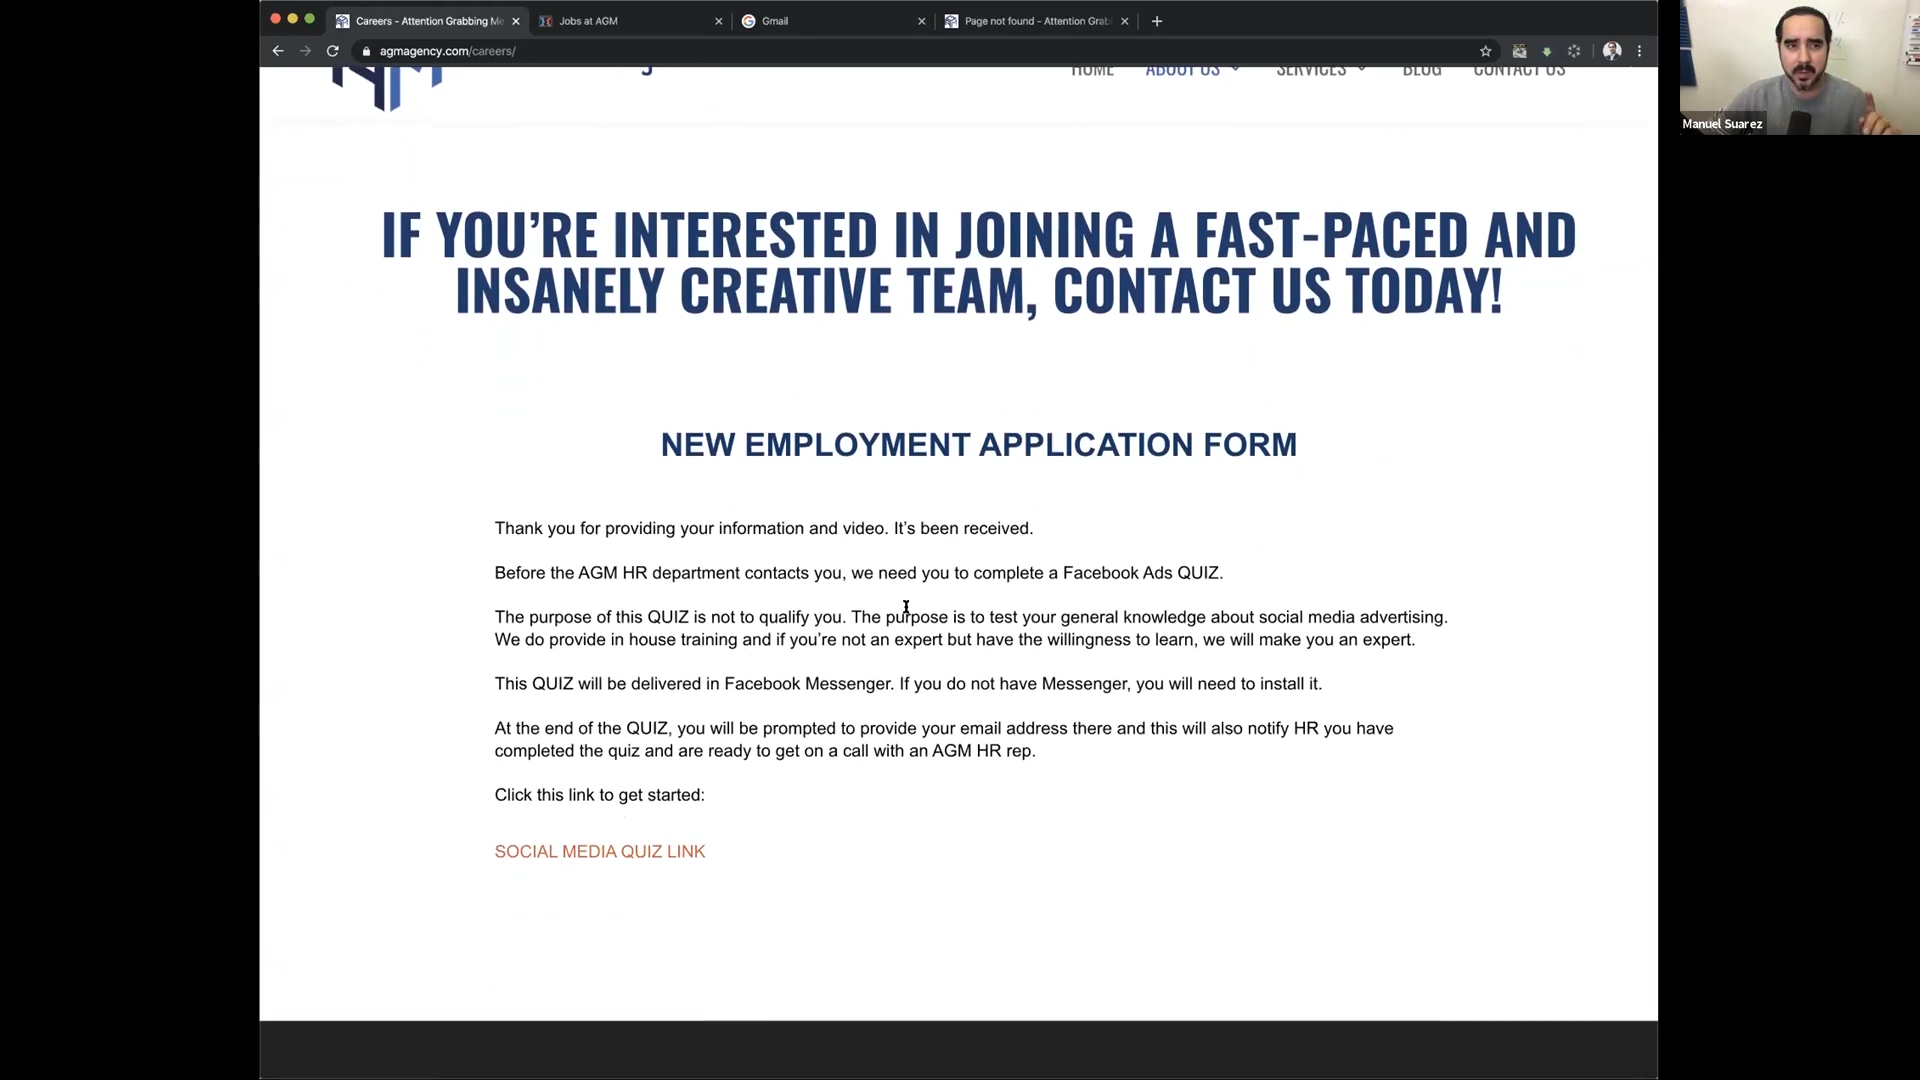 Careers - Attention Grabbing Me
Jobs at AGM
Gmail
Page not found - Attention Grab
agmagency.com/careers/
HOME
ABOUT US
SERVICES
BLOG
CONTACT US
Manuel Suarez
IF YOU’RE INTERESTED IN JOINING A FAST-PACED AND
INSANELY CREATIVE TEAM, CONTACT US TODAY!
NEW EMPLOYMENT APPLICATION FORM
Thank you for providing your information and video. It’s been received.
Before the AGM HR department contacts you, we need you to complete a Facebook Ads QUIZ.
The purpose of this QUIZ is not to qualify you. The purpose is to test your general knowledge about social media advertising.
We do provide in house training and if you’re not an expert but have the willingness to learn, we will make you an expert.
This QUIZ will be delivered in Facebook Messenger. If you do not have Messenger, you will need to install it.
At the end of the QUIZ, you will be prompted to provide your email address there and this will also notify HR you have
completed the quiz and are ready to get on a call with an AGM HR rep.
Click this link to get started:
SOCIAL MEDIA QUIZ LINK